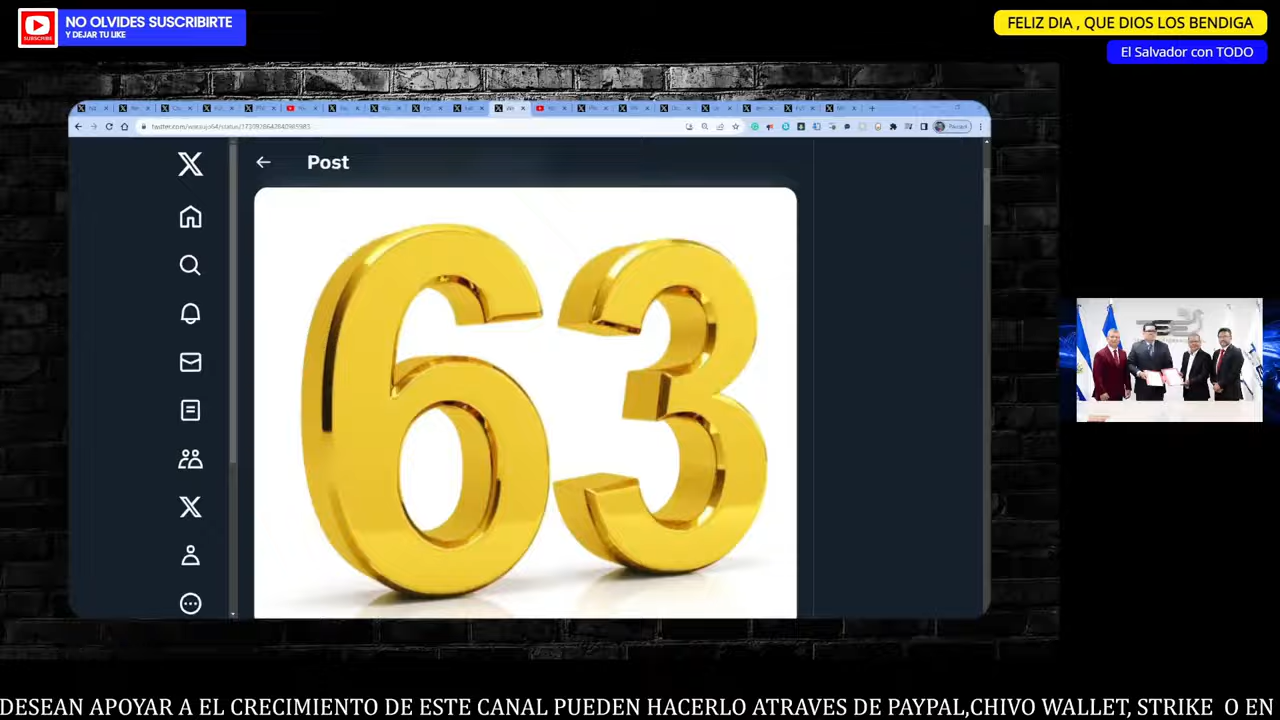 NO OLVIDES SUSCRIBIRTE
Y DEJAR TU LIKE
SUSCRIBE
FELIZ DIA , QUE DIOS LOS BENDIGA
El Salvador con TODO
Post
63
DESEAN APOYAR A EL CRECIMIENTO DE ESTE CANAL PUEDEN HACERLO ATRAVES DE PAYPAL,CHIVO WALLET, STRIKE O EN